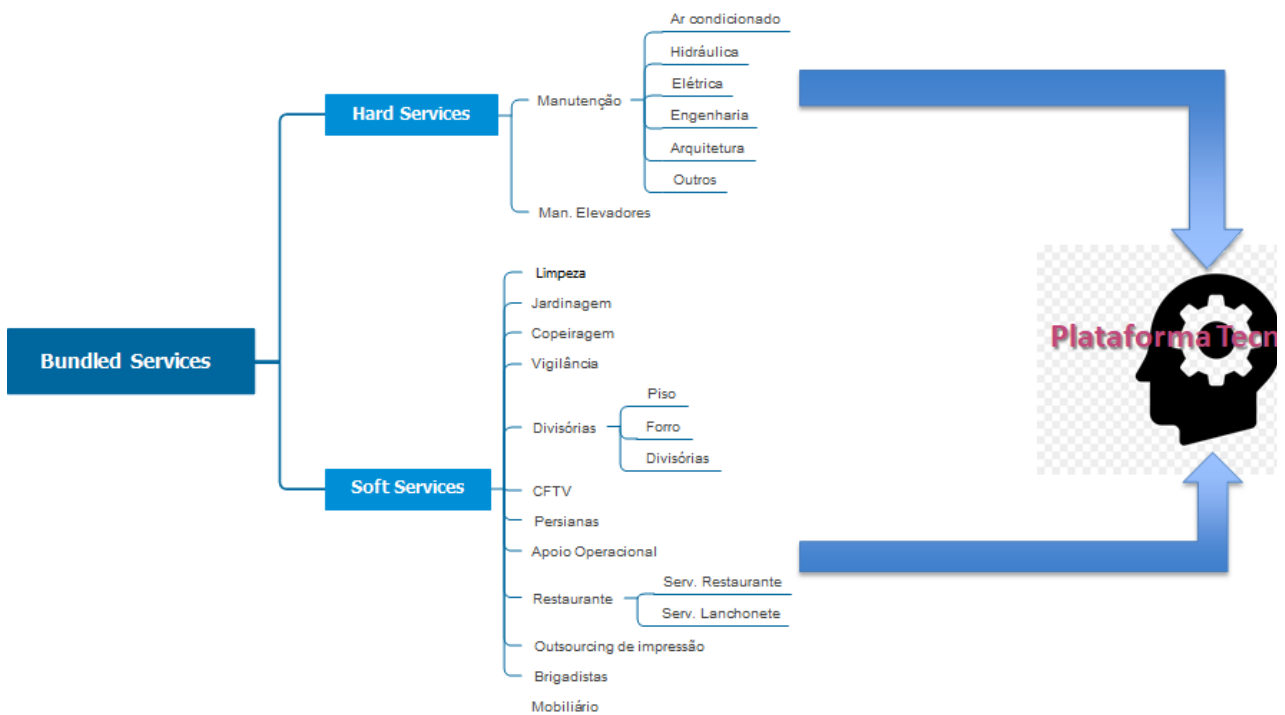 Bundled Services
Hard Services
Manutenção
Ar condicionado
Hidráulica
Elétrica
Engenharia
Arquitetura
Outros
Man. Elevadores
Soft Services
Limpeza
Jardinagem
Copeiragem
Vigilância
Divisórias
Piso
Forro
Divisórias
CFTV
Persianas
Apoio Operacional
Restaurante
Serv. Restaurante
Serv. Lanchonete
Outsourcing de impressão
Brigadistas
Mobiliário
Plataforma Tecn